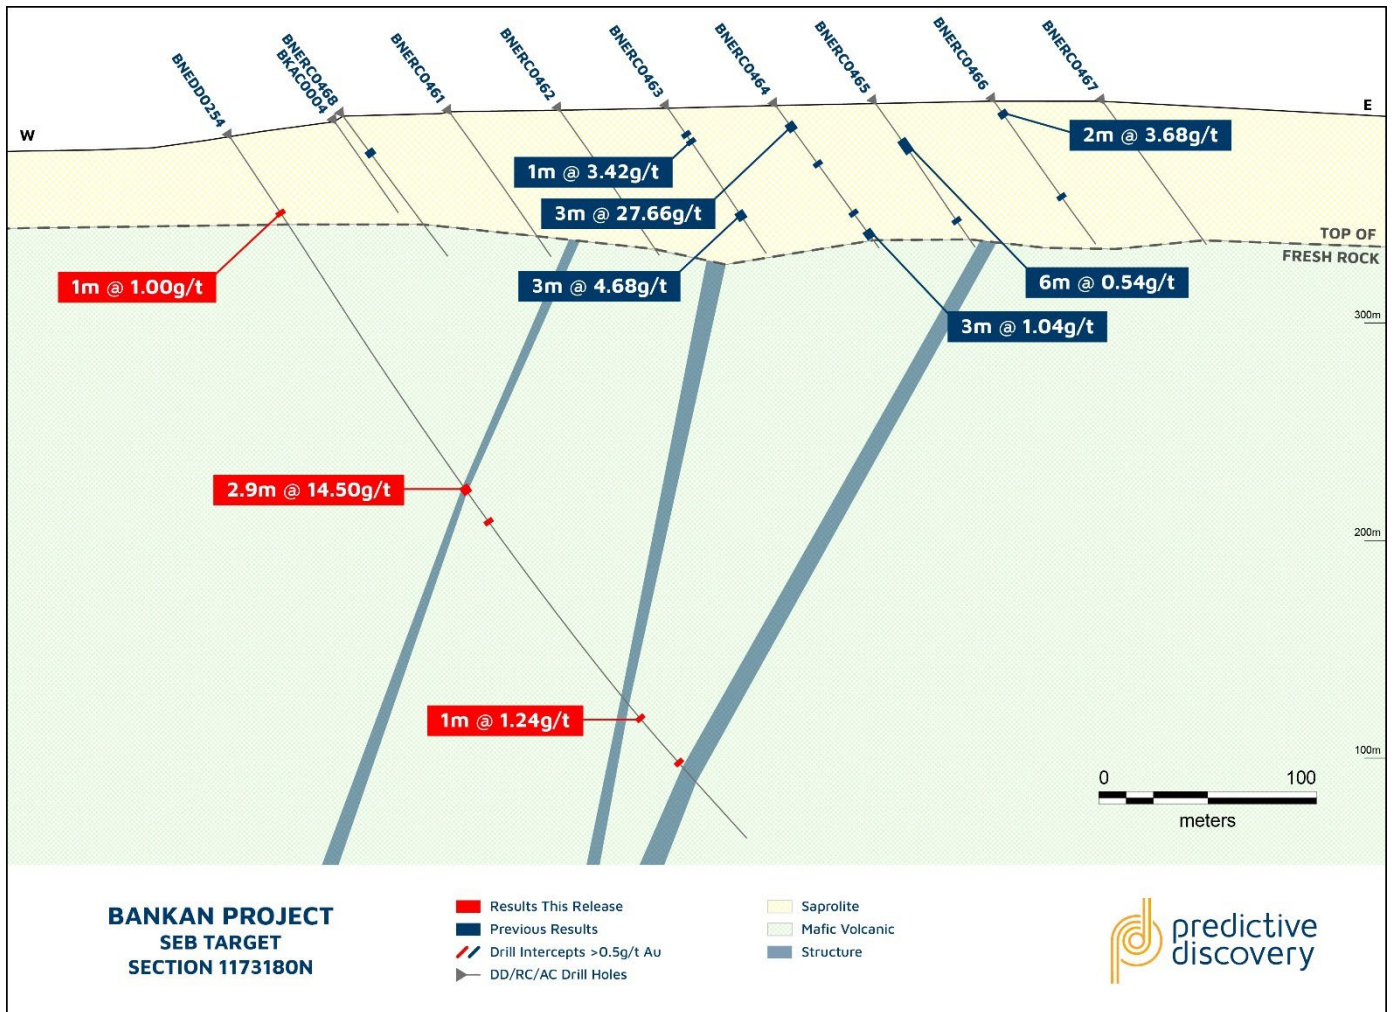 BNEDD0254
BNERC0468
BKAC0004
BNERC0461
BNERC0462
BNERC0463
BNERC0464
BNERC0465
BNERC0466
BNERC0467
W
E
2m @ 3.68g/t
1m @ 3.42g/t
3m @ 27.66g/t
TOP OF
FRESH ROCK
1m @ 1.00g/t
3m @ 4.68g/t
6m @ 0.54g/t
3m @ 1.04g/t
300m
2.9m @ 14.50g/t
200m
1m @ 1.24g/t
100m
0 100
meters
BANKAN PROJECT
SEB TARGET
SECTION 1173180N
Results This Release
Previous Results
Drill Intercepts >0.5g/t Au
DD/RC/AC Drill Holes
Saprolite
Mafic Volcanic
Structure
predictive
discovery